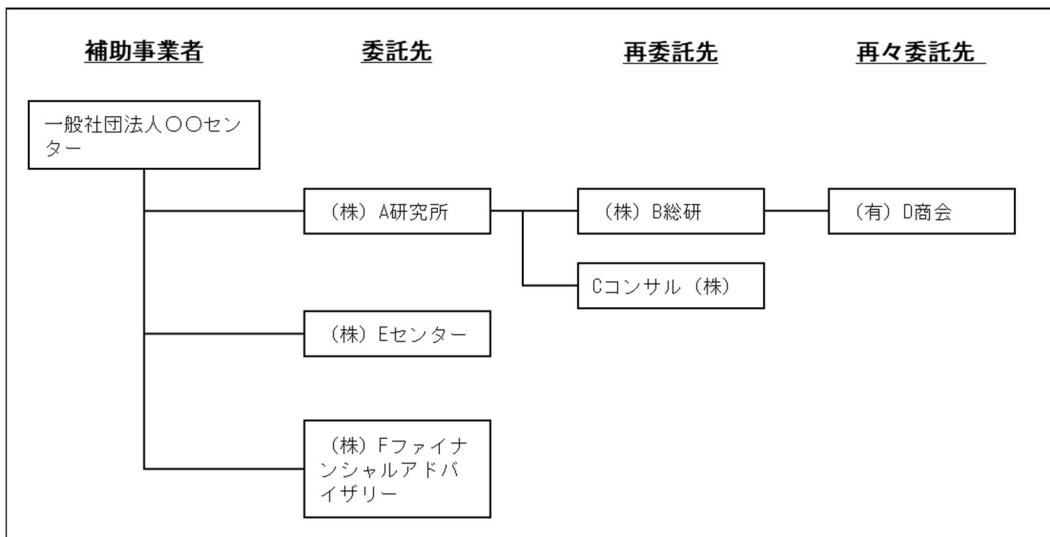 補助事業者
委託先
再委託先
再々委託先
一般社団法人〇〇セン
ター
（株）A研究所
（株）B総研
（有）D商会
Cコンサル（株）
（株）Eセンター
（株）Fファイナ
ンシャルアドバ
イザリー